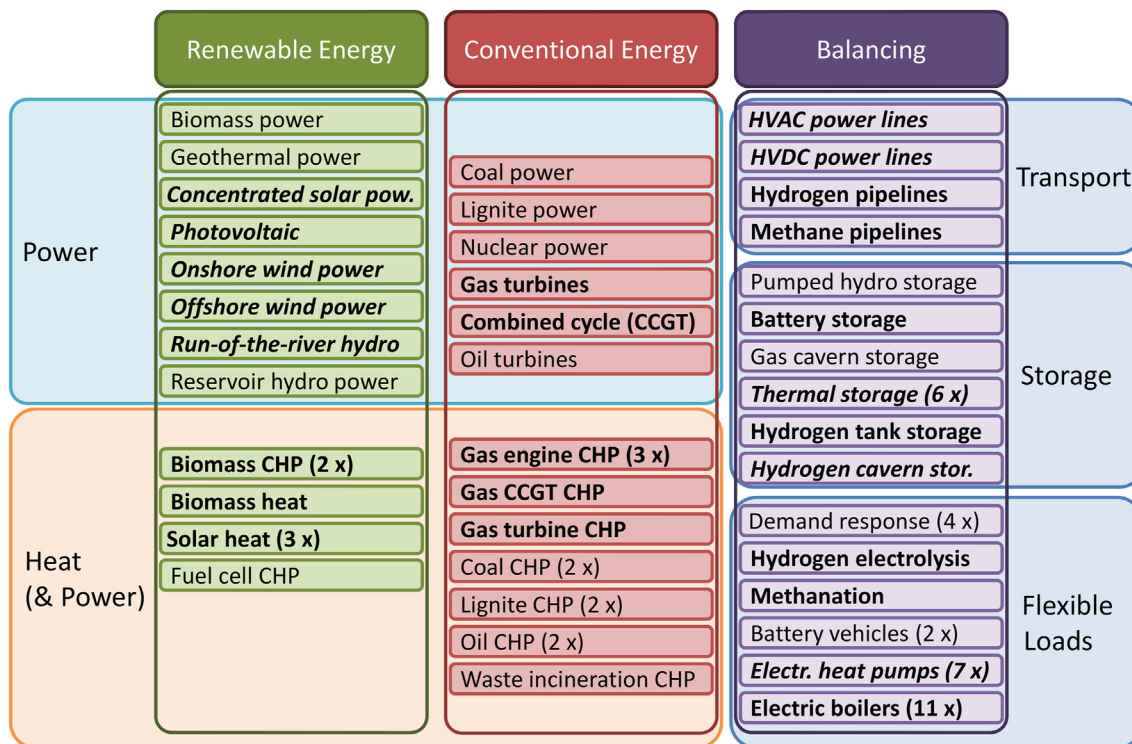 Renewable Energy
Conventional Energy
Balancing
Power
Biomass power
Geothermal power
Concentrated solar pow.
Photovoltaic
Onshore wind power
Offshore wind power
Run-of-the-river hydro
Reservoir hydro power
Coal power
Lignite power
Nuclear power
Gas turbines
Combined cycle (CCGT)
Oil turbines
Heat
(& Power)
Biomass CHP (2 x)
Biomass heat
Solar heat (3 x)
Fuel cell CHP
Gas engine CHP (3 x)
Gas CCGT CHP
Gas turbine CHP
Coal CHP (2 x)
Lignite CHP (2 x)
Oil CHP (2 x)
Waste incineration CHP
HVAC power lines
HVDC power lines
Hydrogen pipelines
Methane pipelines
Transport
Pumped hydro storage
Battery storage
Gas cavern storage
Thermal storage (6 x)
Hydrogen tank storage
Hydrogen cavern stor.
Storage
Demand response (4 x)
Hydrogen electrolysis
Methanation
Battery vehicles (2 x)
Electr. heat pumps (7 x)
Electric boilers (11 x)
Flexible
Loads